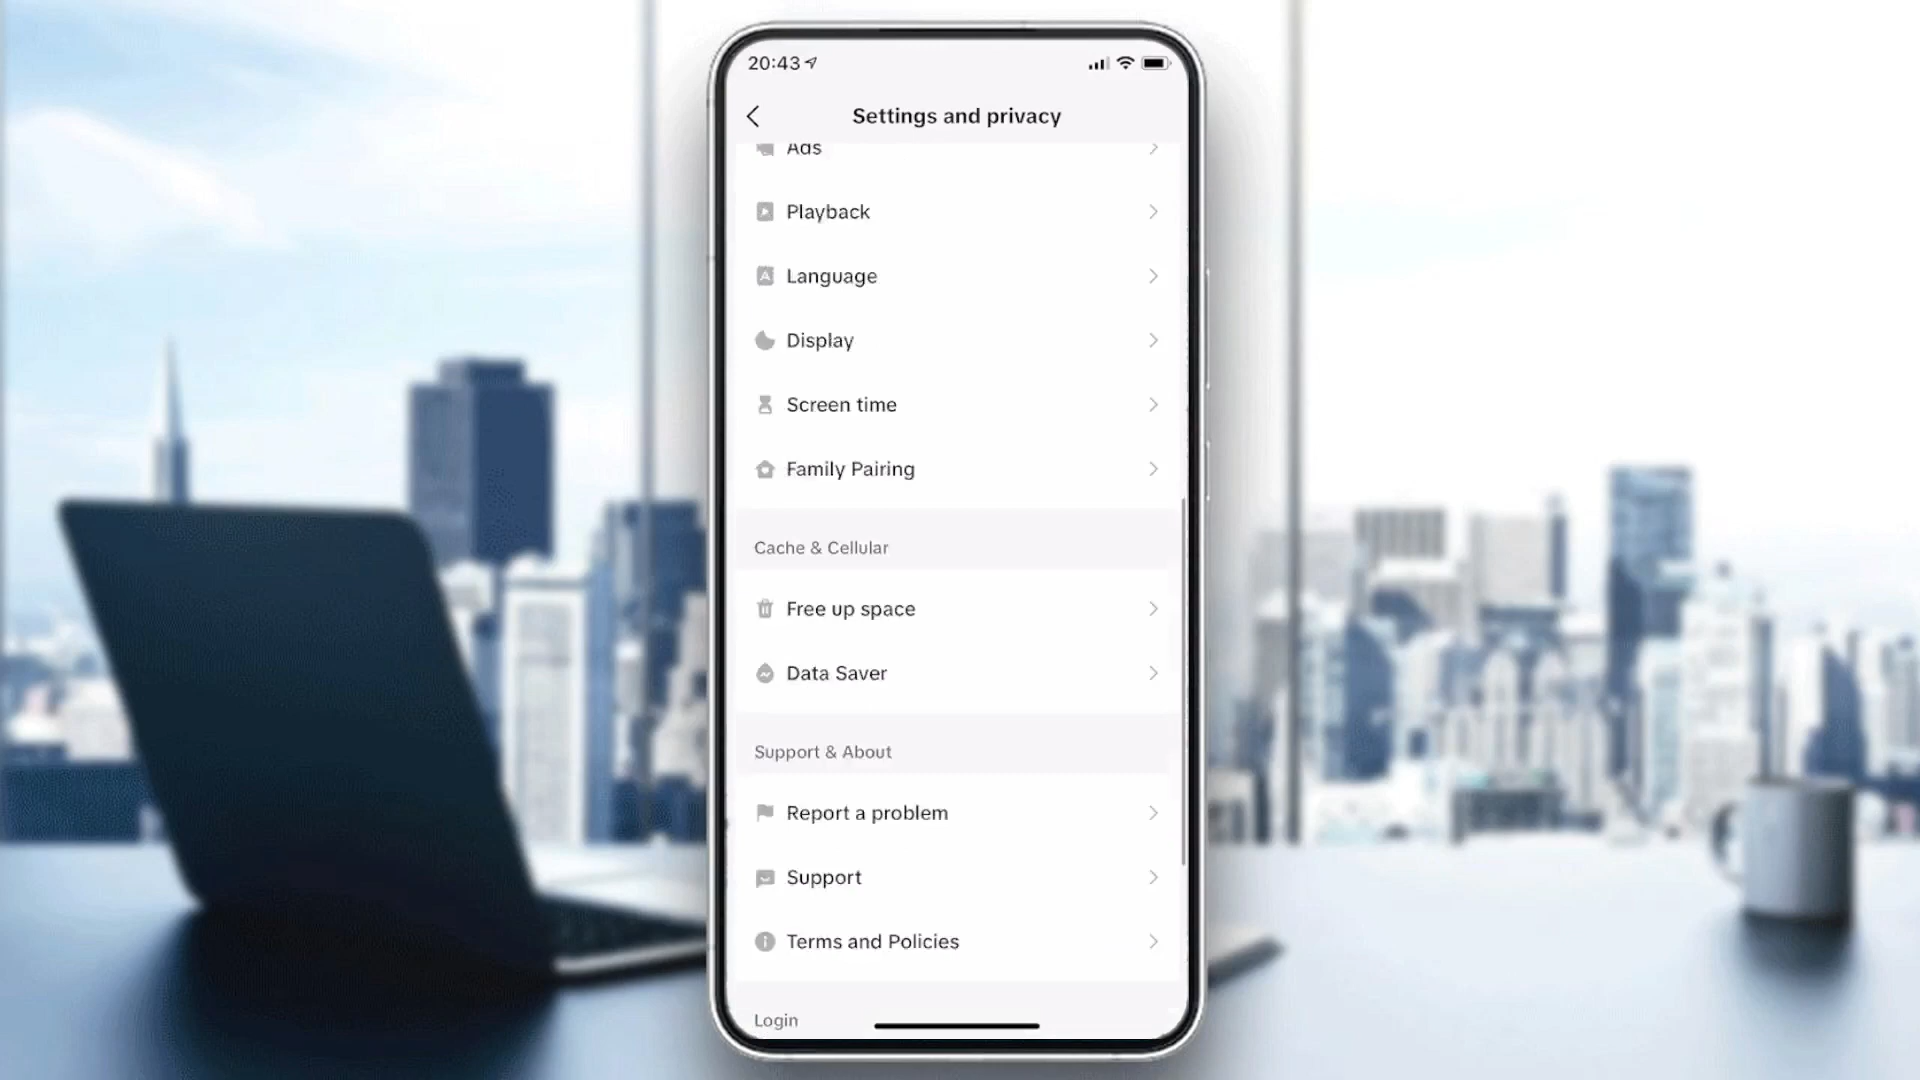 20:43
Settings and privacy
Ads
Playback
Language
Display
Screen time
Family Pairing
Cache & Cellular
Free up space
Data Saver
Support & About
Report a problem
Support
Terms and Policies
Login